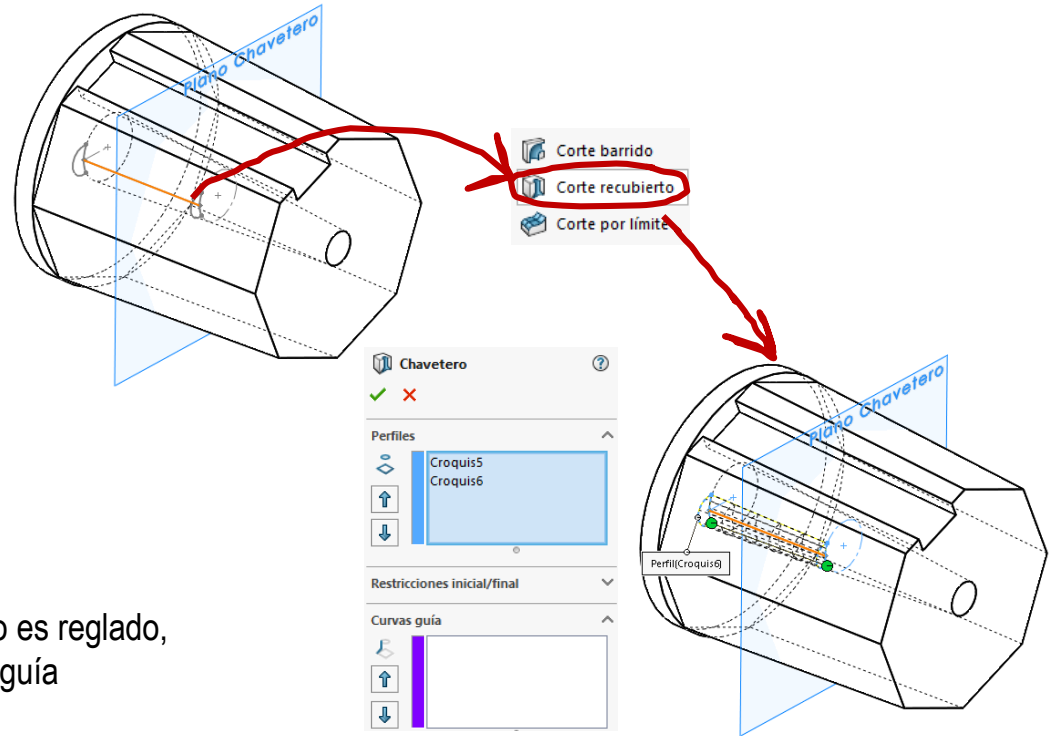 Plano Chavetero
Corte barrido
Corte recubierto
Corte por límite
Chavetero
Perfiles
Croquis5
Croquis6
Restricciones inicial/final
Curvas guía
Plano Chavetero
Perfil(Croquis6)
o es reglado,
guía